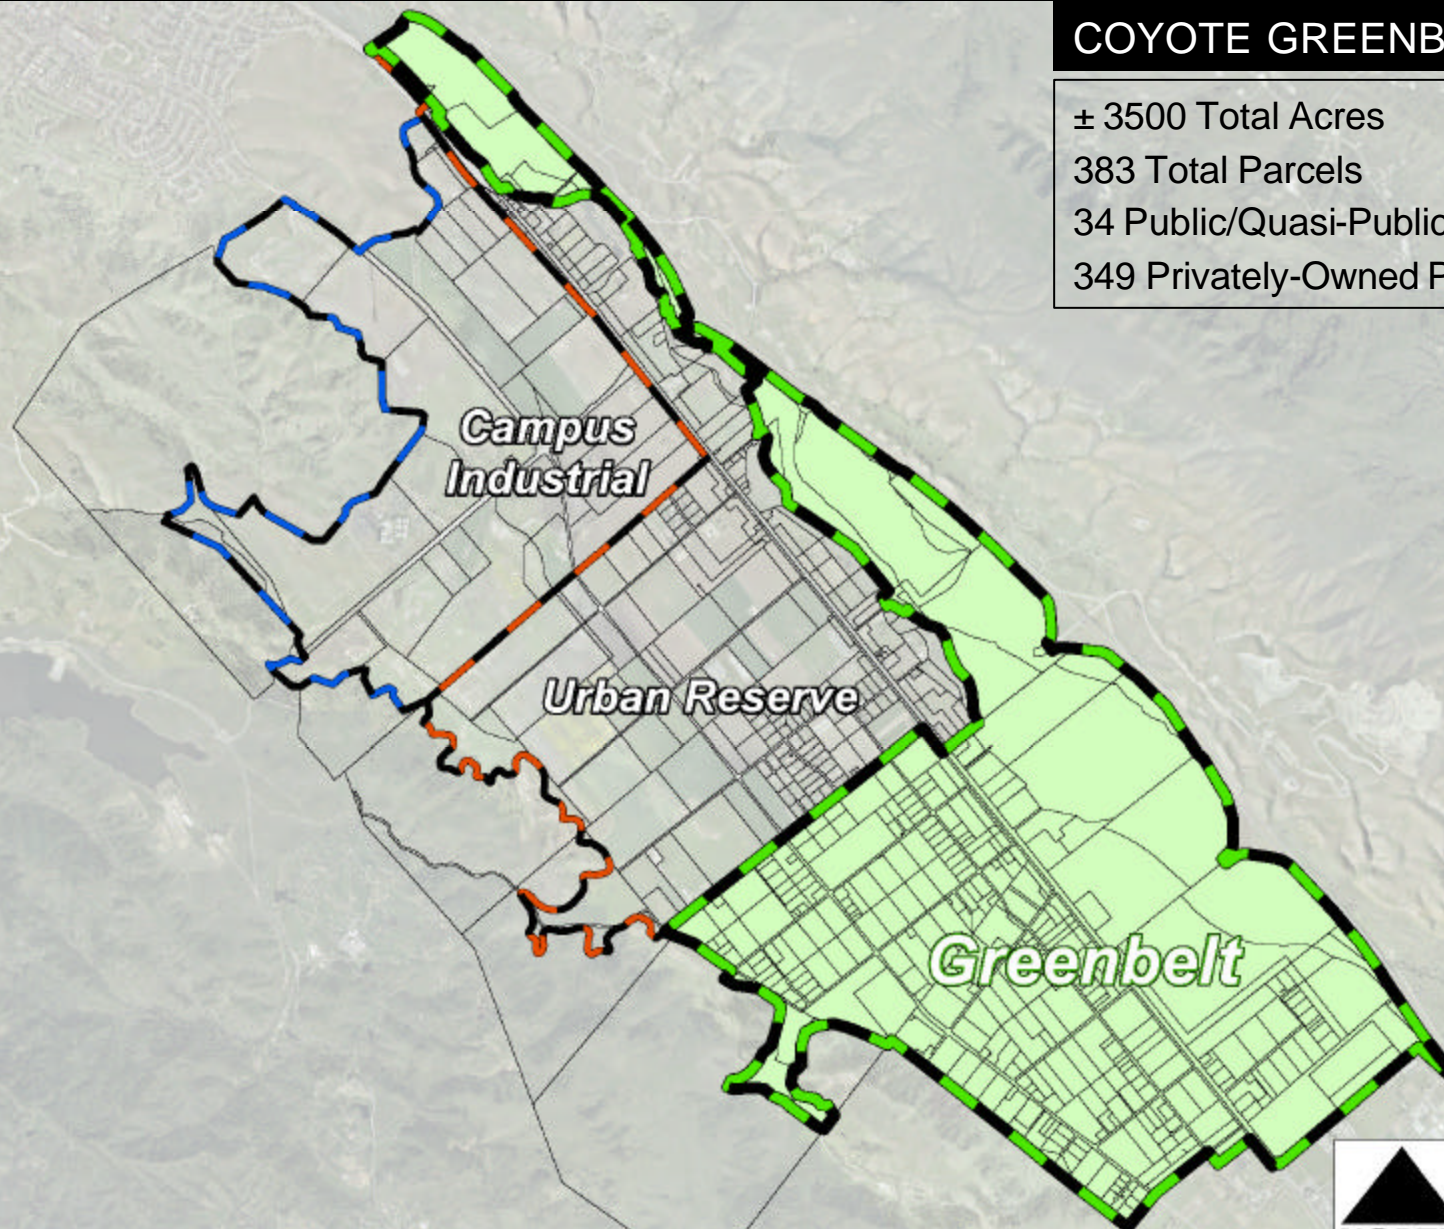 COYOTE GREENB
± 3500 Total Acres
383 Total Parcels
34 Public/Quasi-Public
349 Privately-Owned P
Campus
Industrial
Urban Reserve
Greenbelt